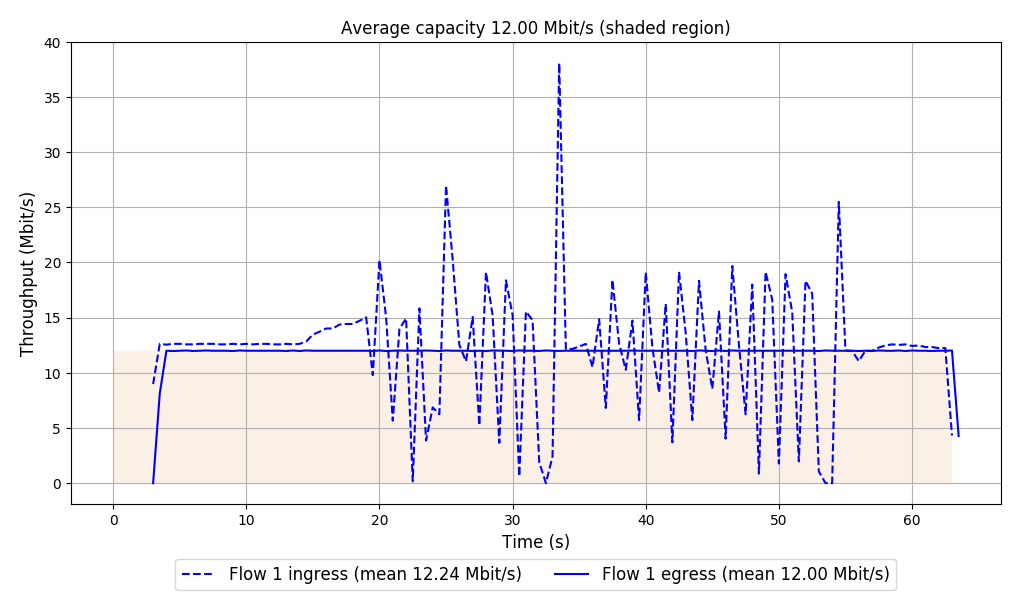 Average capacity 12.00 Mbit/s (shaded region)
40
35
30
25
20
15
10
5
0
Throughput (Mbit/s)
0 10 20 30 40 50 60
Time (s)
Flow 1 ingress (mean 12.24 Mbit/s) Flow 1 egress (mean 12.00 Mbit/s)